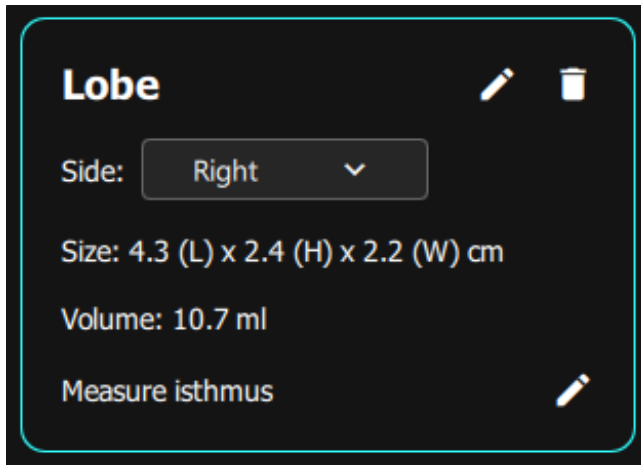 Lobe
Side: Right
Size: 4.3 (L) x 2.4 (H) x 2.2 (W) cm
Volume: 10.7 ml
Measure isthmus